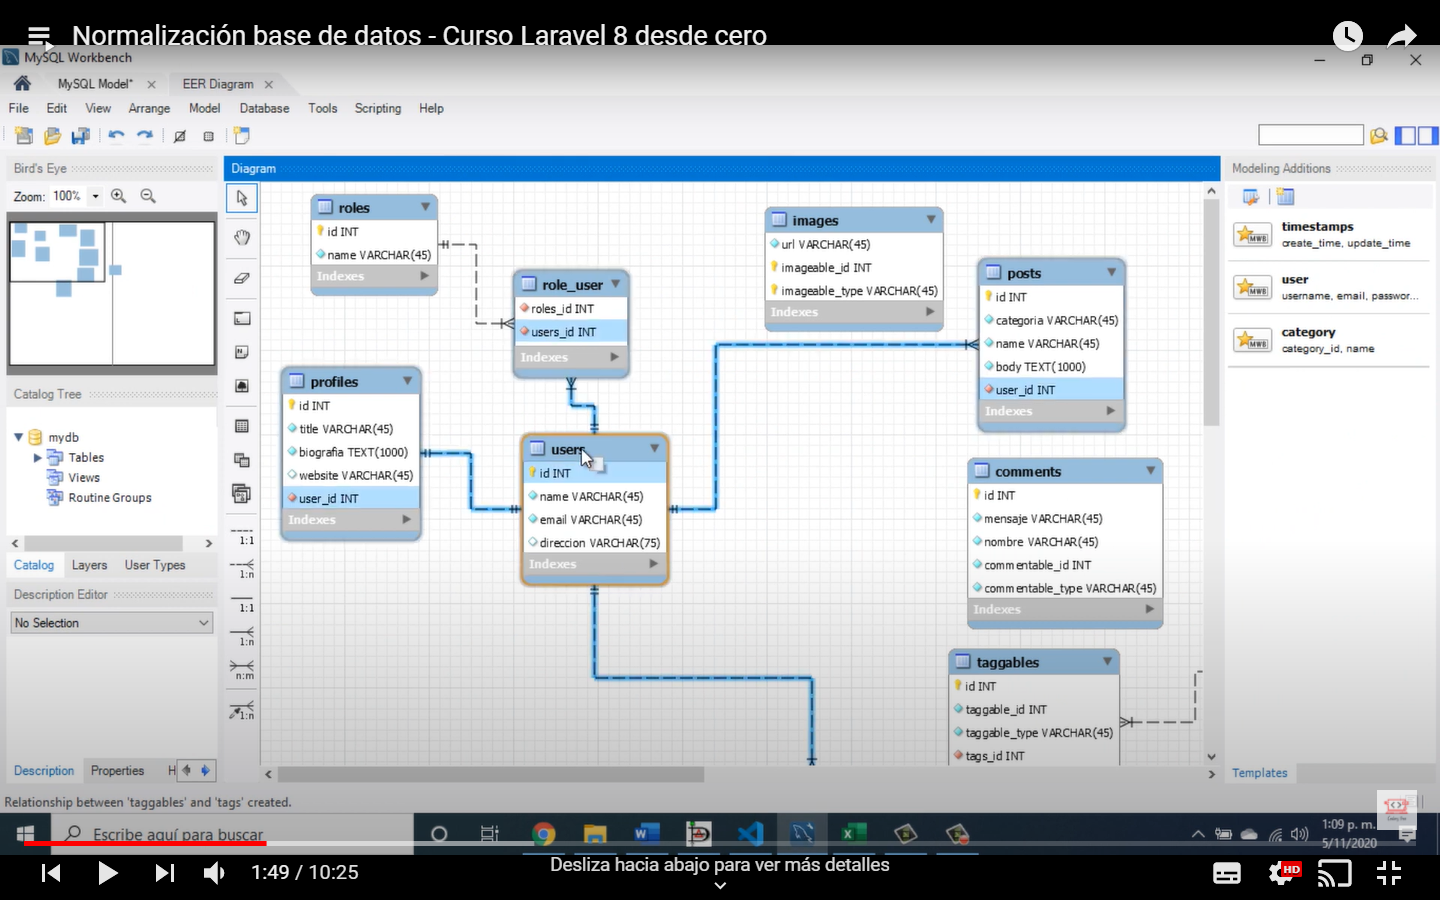 Normalización base de datos - Curso Laravel 8 desde cero
MySQL Workbench
MySQL Model*
EER Diagram
File Edit View Arrange Model Database Tools Scripting Help
Bird's Eye
Zoom: 100%
Catalog Tree
mydb
Tables
Views
Routine Groups
Catalog Layers User Types
Description Editor
No Selection
Description Properties H
Diagram
1:1
1:n
1:1
1:n
n:m
1:n
roles
id INT
name VARCHAR(45)
Indexes
role_user
roles_id INT
users_id INT
Indexes
profiles
id INT
title VARCHAR(45)
biografia TEXT(1000)
website VARCHAR(45)
user_id INT
Indexes
users
id INT
name VARCHAR(45)
email VARCHAR(45)
direccion VARCHAR(75)
Indexes
images
url VARCHAR(45)
imageable_id INT
imageable_type VARCHAR(45)
Indexes
posts
id INT
categoria VARCHAR(45)
name VARCHAR(45)
body TEXT(1000)
user_id INT
Indexes
comments
id INT
mensaje VARCHAR(45)
nombre VARCHAR(45)
commentable_id INT
commentable_type VARCHAR(45)
Indexes
taggables
id INT
taggable_id INT
taggable_type VARCHAR(45)
tags_id INT
Modeling Additions
timestamps
create_time, update_time
user
username, email, passwor...
category
category_id, name
Templates
Relationship between 'taggables' and 'tags' created.
Escribe aquí para buscar
1:09 p. m.
5/11/2020
1:49 / 10:25
Desliza hacia abajo para ver más detalles
HD